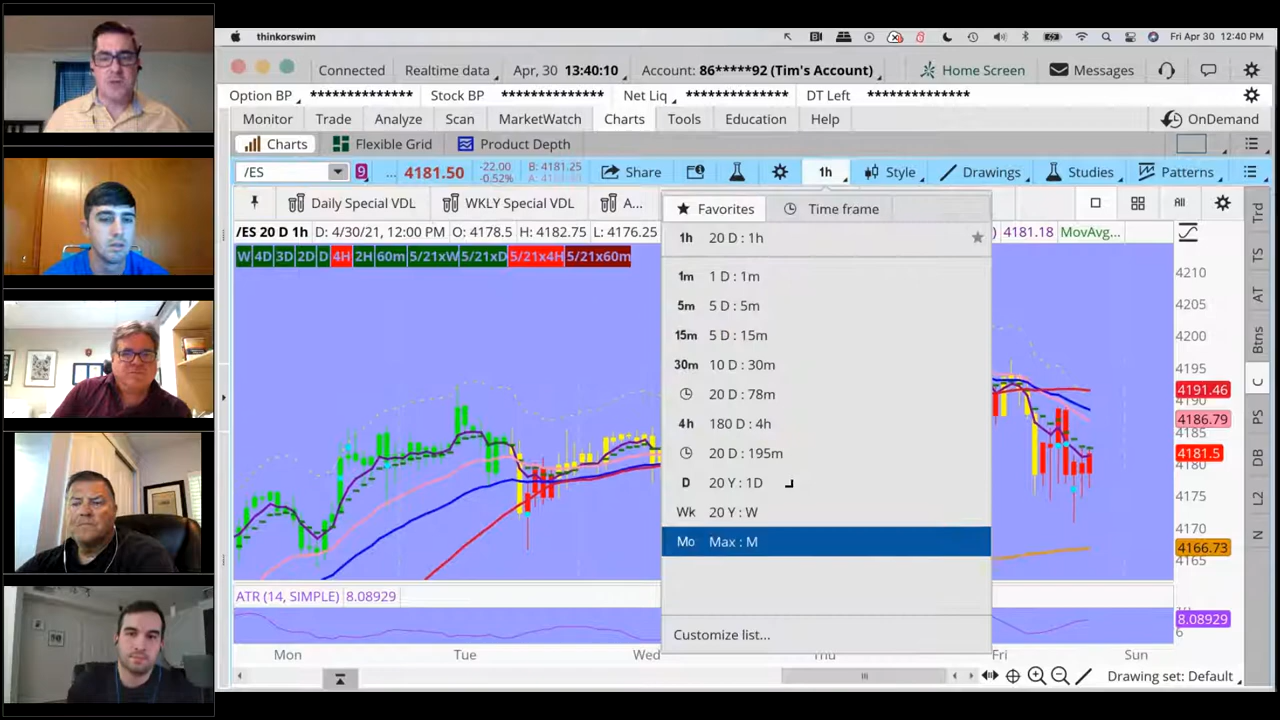 thinkorswim
Fri Apr 30 12:40 PM
Connected
Realtime data
Apr, 30 13:40:10
Account: 86*****92 (Tim's Account)
Home Screen
Messages
Option BP **************
Stock BP **************
Net Liq **************
DT Left **************
Monitor
Trade
Analyze
Scan
MarketWatch
Charts
Tools
Education
Help
OnDemand
Charts
Flexible Grid
Product Depth
/ES
9
... 4181.50
-22.00
-0.52%
B: 4181.25
Share
1h
Style
Drawings
Studies
Patterns
Daily Special VDL
WKLY Special VDL
A...
Favorites
Time frame
/ES 20 D 1h
D: 4/30/21, 12:00 PM
O: 4178.5
H: 4182.75
L: 4176.25
) 4181.18
MovAvg...
W 4D 3D 2D D 4H 2H 60m 5/21xW 5/21xD 5/21x4H 5/21x60m
1h 20 D : 1h
1m 1 D : 1m
5m 5 D : 5m
15m 5 D : 15m
30m 10 D : 30m
20 D : 78m
4h 180 D : 4h
20 D : 195m
D 20 Y : 1D
Wk 20 Y : W
Mo Max : M
Customize list...
4210
4205
4200
4195
4191.46
4190
4186.79
4185
4181.5
4180
4175
4170
4166.73
4165
ATR (14, SIMPLE) 8.08929
8.08929
6
Mon
Tue
Wed
Thu
Fri
Sun
Drawing set: Default
Trd
TS
AT
Btns
C
PS
DB
L2
N